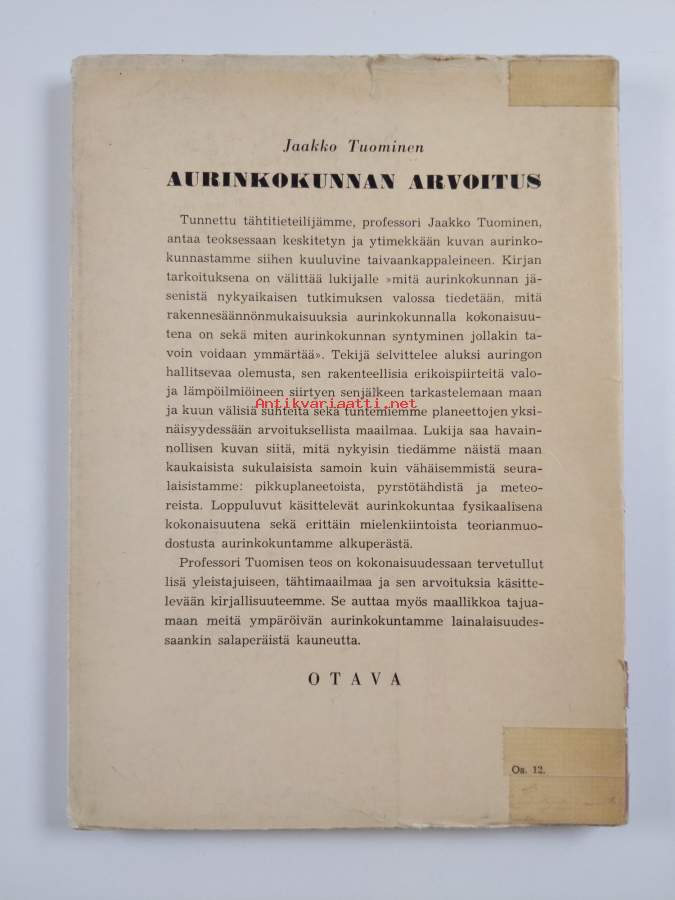 Jaakko Tuominen
AURINKOKUNNAN ARVOITUS
Tunnettu tähtitieteilijämme, professori Jaakko Tuominen,
antaa teoksessaan keskitetyn ja ytimekkään kuvan aurinko-
kunnastamme siihen kuuluvine taivaankappaleineen. Kirjan
tarkoituksena on välittää lukijalle »mitä aurinkokunnan jä-
senistä nykyaikaisen tutkimuksen valossa tiedetään, mitä
rakennesäännönmukaisuuksia aurinkokunnalla kokonaisuu-
tena on sekä miten aurinkokunnan syntyminen jollakin ta-
voin voidaan ymmärtää». Tekijä selvittelee aluksi auringon
hallitsevaa olemusta, sen rakenteellisia erikoispiirteitä valo-
ja lämpöilmiöineen siirtyen senjälkeen tarkastelemaan maan
Antikvariaatti.net
ja kuun välisiä suhteita sekä tuntemiemme planeettojen yksi-
näisyydessään arvoituksellista maailmaa. Lukija saa havain-
nollisen kuvan siitä, mitä nykyisin tiedämme näistä maan
kaukaisista sukulaisista samoin kuin vähäisemmistä seura-
laisistamme: pikkuplaneetoista, pyrstötähdistä ja meteo-
reista. Loppuluvut käsittelevät aurinkokuntaa fysikaalisena
kokonaisuutena sekä erittäin mielenkiintoista teorianmuo-
dostusta aurinkokuntamme alkuperästä.
Professori Tuomisen teos on kokonaisuudessaan tervetullut
lisä yleistajuiseen, tähtimaailmaa ja sen arvoituksia käsitte-
levään kirjallisuuteemme. Se auttaa myös maallikkoa tajua-
maan meitä ympäröivän aurinkokuntamme lainalaisuudes-
saankin salaperäistä kauneutta.
OTAVA
Os. 12.